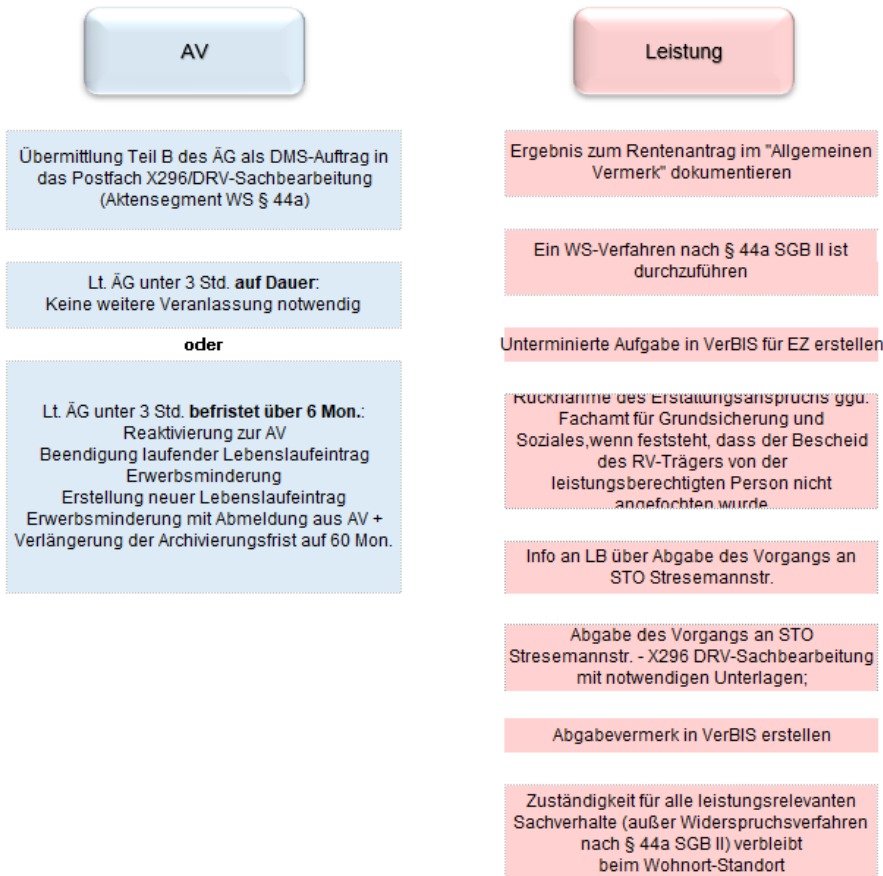 AV
Übermittlung Teil B des ÄG als DMS-Auftrag in
das Postfach X296/DRV-Sachbearbeitung
(Aktensegment WS § 44a)
Lt. ÄG unter 3 Std. auf Dauer:
Keine weitere Veranlassung notwendig
oder
Lt. ÄG unter 3 Std. befristet über 6 Mon.:
Reaktivierung zur AV
Beendigung laufender Lebenslaufeintrag
Erwerbsminderung
Erstellung neuer Lebenslaufeintrag
Erwerbsminderung mit Abmeldung aus AV +
Verlängerung der Archivierungsfrist auf 60 Mon.
Leistung
Ergebnis zum Rentenantrag im "Allgemeinen
Vermerk" dokumentieren
Ein WS-Verfahren nach § 44a SGB II ist
durchzuführen
Unterminierte Aufgabe in VerBIS für EZ erstellen
Rücknahme des Erstattungsanspruchs ggü.
Fachamt für Grundsicherung und
Soziales,wenn feststeht, dass der Bescheid
des RV-Trägers von der
leistungsberechtigten Person nicht
angefochten wurde
Info an LB über Abgabe des Vorgangs an
STO Stresemannstr.
Abgabe des Vorgangs an STO
Stresemannstr. - X296 DRV-Sachbearbeitung
mit notwendigen Unterlagen;
Abgabevermerk in VerBIS erstellen
Zuständigkeit für alle leistungsrelevanten
Sachverhalte (außer Widerspruchsverfahren
nach § 44a SGB II) verbleibt
beim Wohnort-Standort